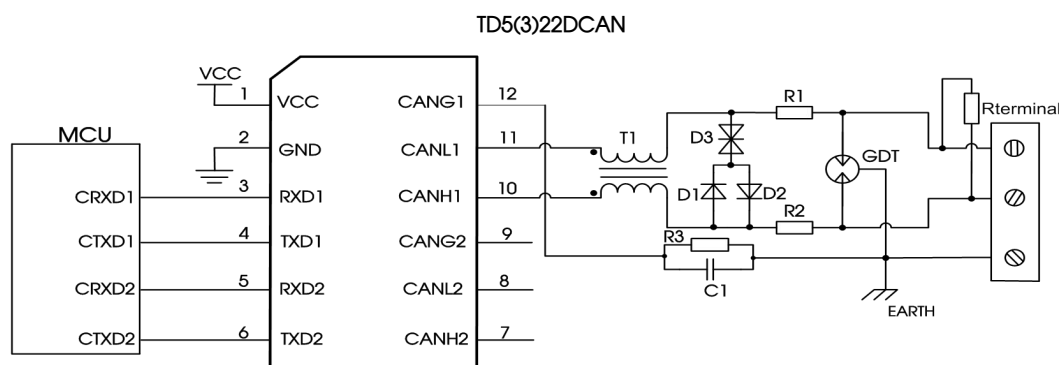 TD5(3)22DCAN
VCC
MCU
CRXD1
CTXD1
CRXD2
CTXD2
1
2
3
4
5
6
VCC
GND
RXD1
TXD1
RXD2
TXD2
CANG1
CANL1
CANH1
CANG2
CANL2
CANH2
12
11
10
9
8
7
T1
D3
D1
D2
R1
R2
GDT
R3
C1
Rterminal
EARTH